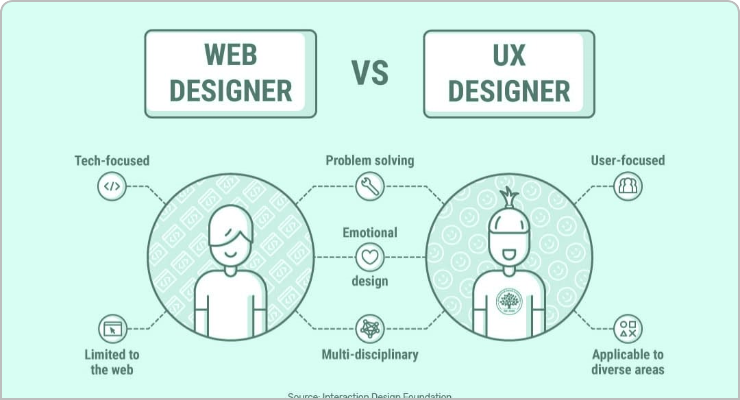 WEB
DESIGNER
VS
UX
DESIGNER
Tech-focused
Problem solving
User-focused
Emotional
design
Limited to
the web
Multi-disciplinary
Applicable to
diverse areas
Source: Interaction Design Foundation